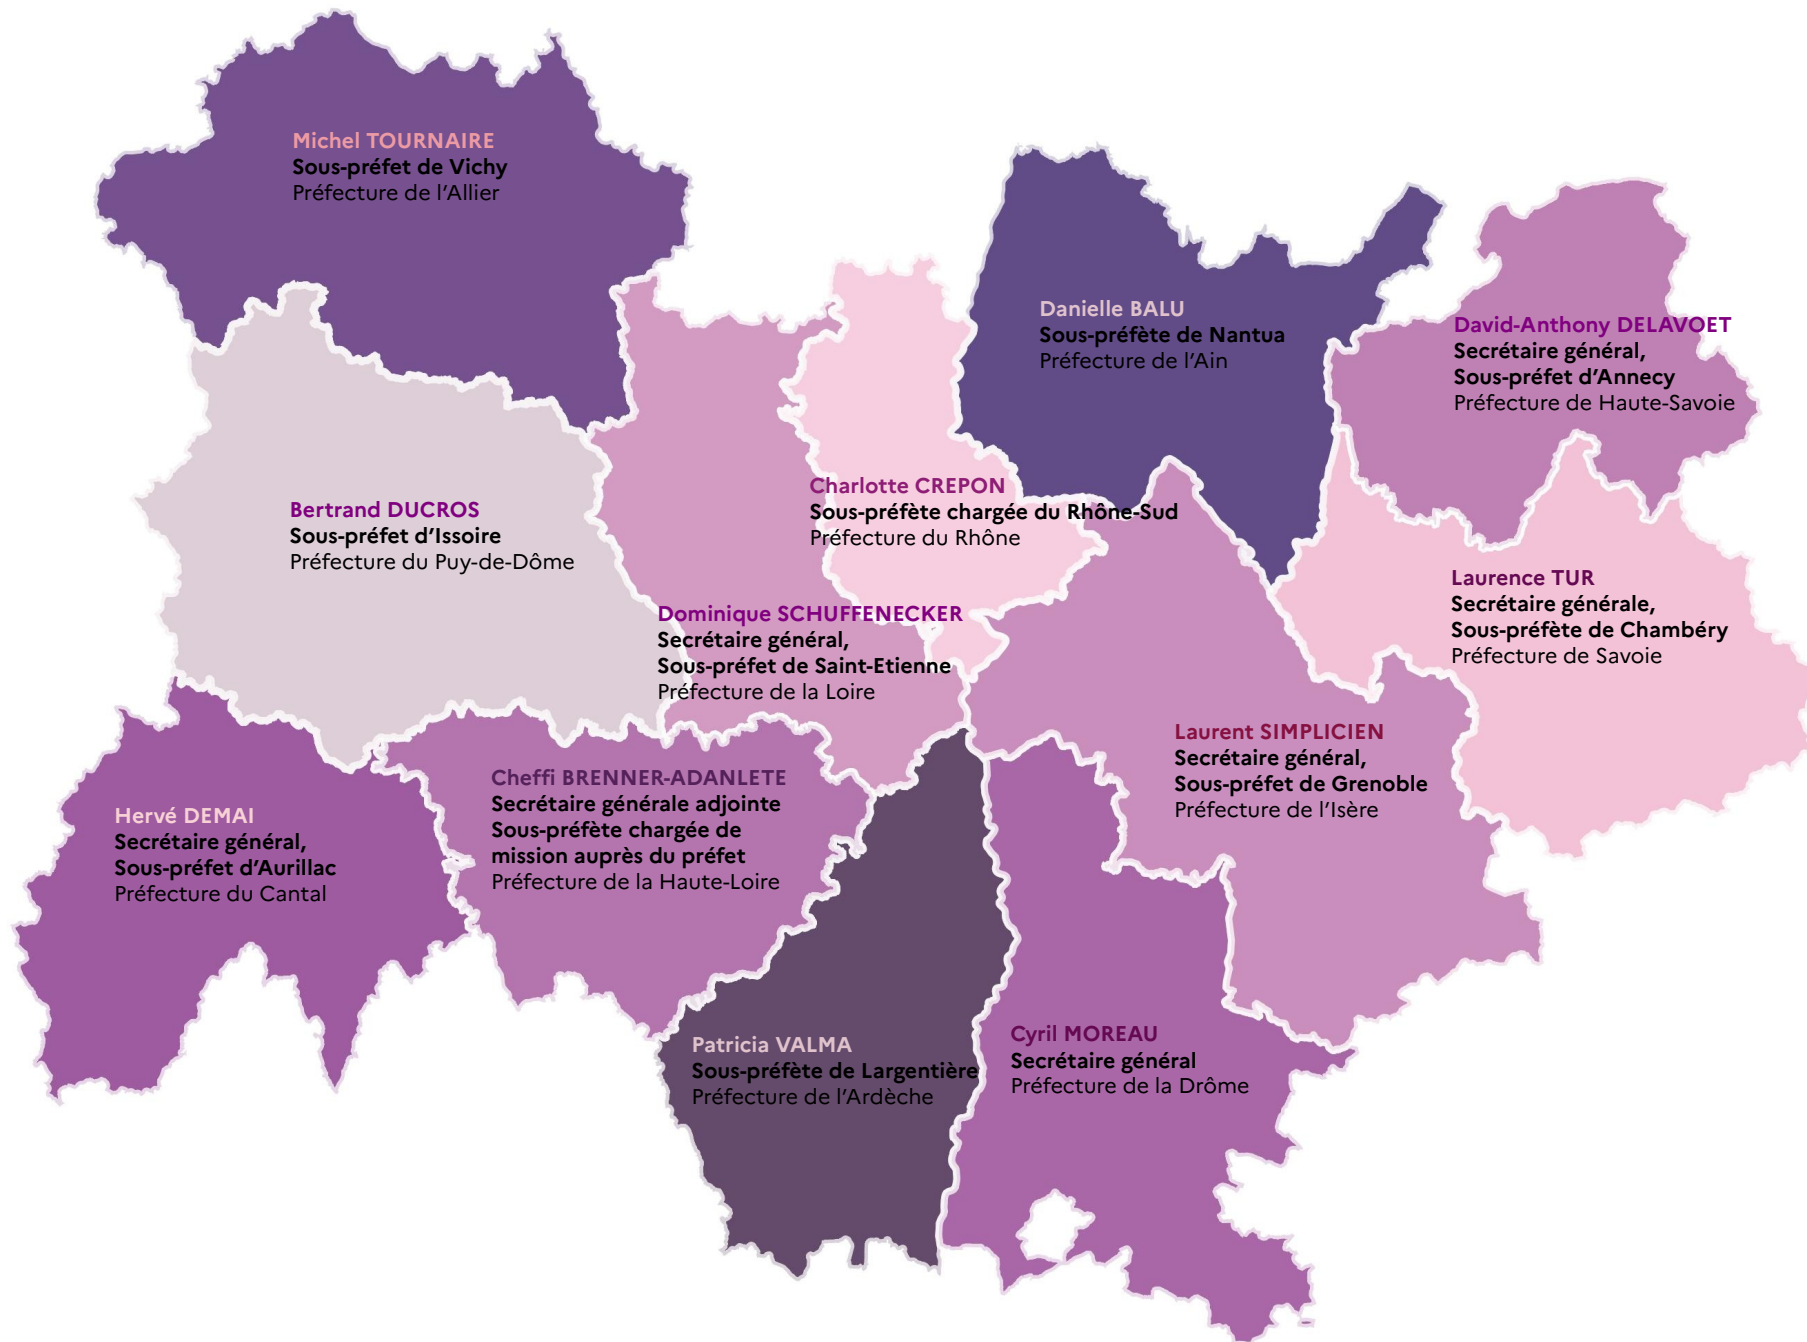 Michel TOURNAIRE
Sous-préfet de Vichy
Préfecture de l'Allier
Danielle BALU
Sous-préfète de Nantua
Préfecture de l'Ain
David-Anthony DELAVOET
Secrétaire général,
Sous-préfet d'Annecy
Préfecture de Haute-Savoie
Bertrand DUCROS
Sous-préfet d'Issoire
Préfecture du Puy-de-Dôme
Charlotte CREPON
Sous-préfète chargée du Rhône-Sud
Préfecture du Rhône
Dominique SCHUFFENECKER
Secrétaire général,
Sous-préfet de Saint-Etienne
Préfecture de la Loire
Laurence TUR
Secrétaire générale,
Sous-préfète de Chambéry
Préfecture de Savoie
Hervé DEMAI
Secrétaire général,
Sous-préfet d'Aurillac
Préfecture du Cantal
Cheffi BRENNER-ADANLETE
Secrétaire générale adjointe
Sous-préfète chargée de
mission auprès du préfet
Préfecture de la Haute-Loire
Laurent SIMPLICIEN
Secrétaire général,
Sous-préfet de Grenoble
Préfecture de l'Isère
Patricia VALMA
Sous-préfète de Largentière
Préfecture de l'Ardèche
Cyril MOREAU
Secrétaire général
Préfecture de la Drôme